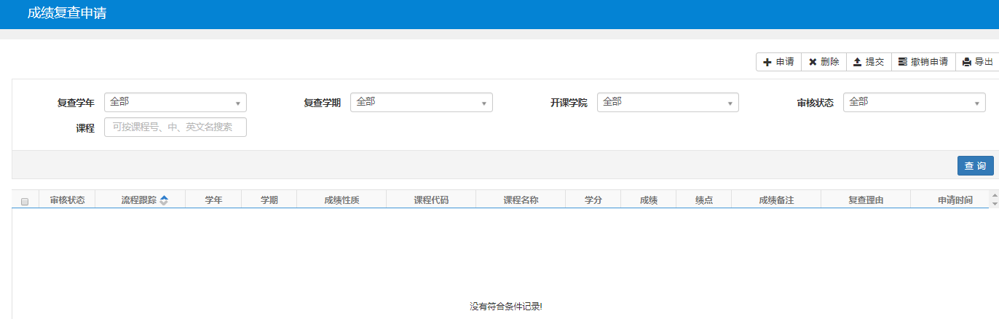 成绩复查申请
申请 删除 提交 撤销申请 导出
复查学年 全部 复查学期 全部 开课学院 全部 审核状态 全部
课程 可按课程号、中、英文名搜索
查 询
审核状态 流程跟踪 学年 学期 成绩性质 课程代码 课程名称 学分 成绩 绩点 成绩备注 复查理由 申请时间
没有符合条件记录!